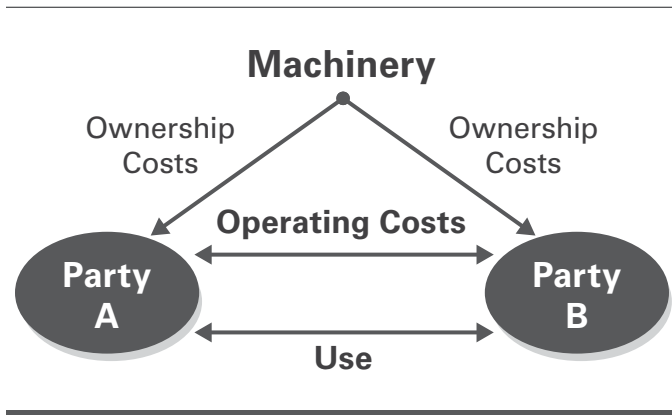 Machinery
Ownership
Costs
Ownership
Costs
Operating Costs
Party
A
Party
B
Use